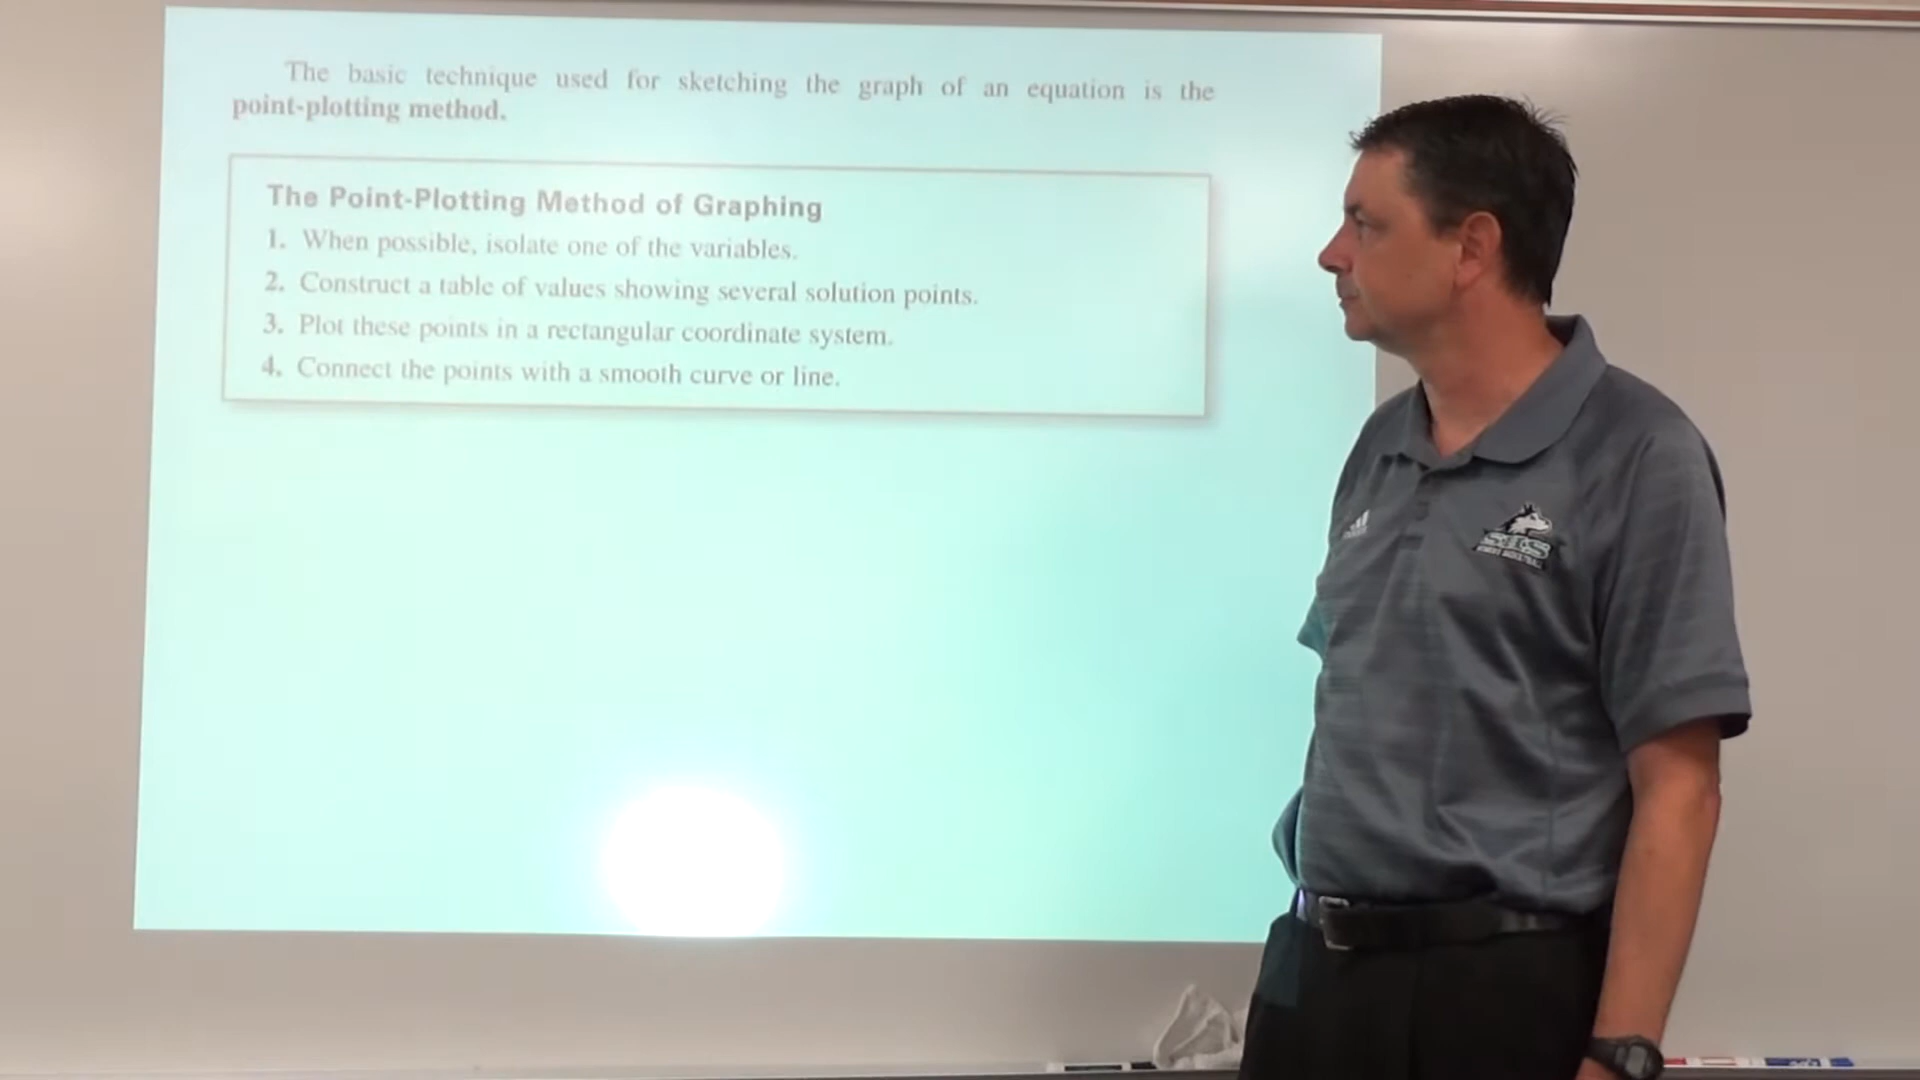 The basic technique used for sketching the graph of an equation is the
point-plotting method.
The Point-Plotting Method of Graphing
1. When possible, isolate one of the variables.
2. Construct a table of values showing several solution points.
3. Plot these points in a rectangular coordinate system.
4. Connect the points with a smooth curve or line.